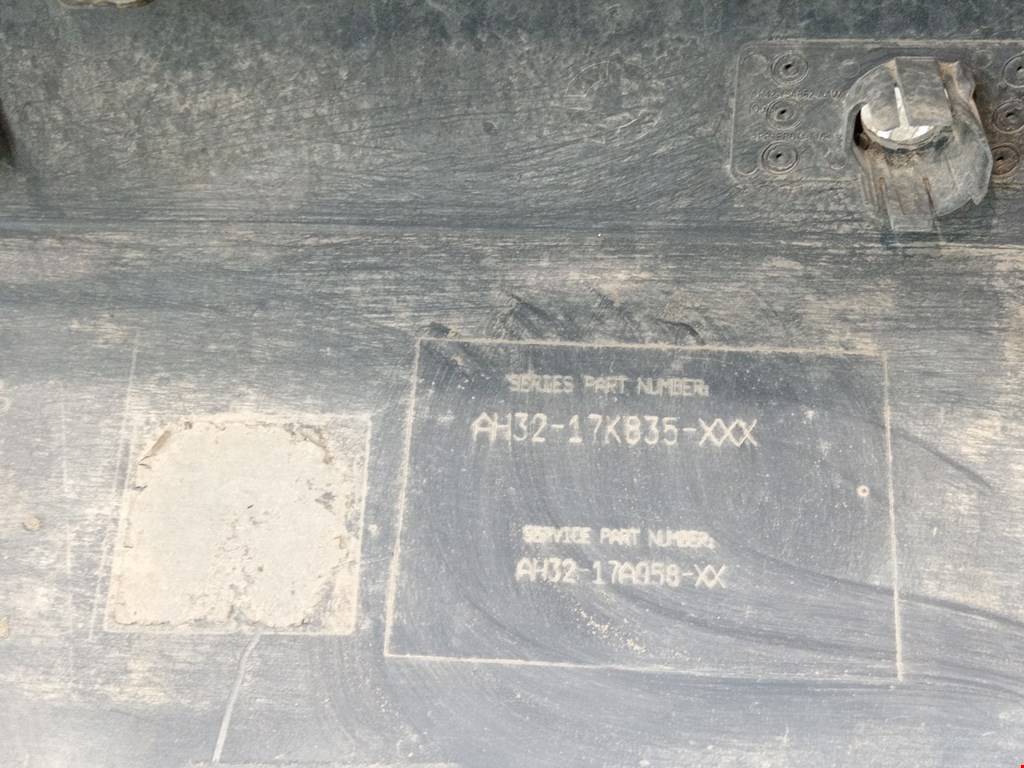 SERIES PART NUMBER:
AH32-17K835-XXX
SERVICE PART NUMBER:
AH32-17A958-XX